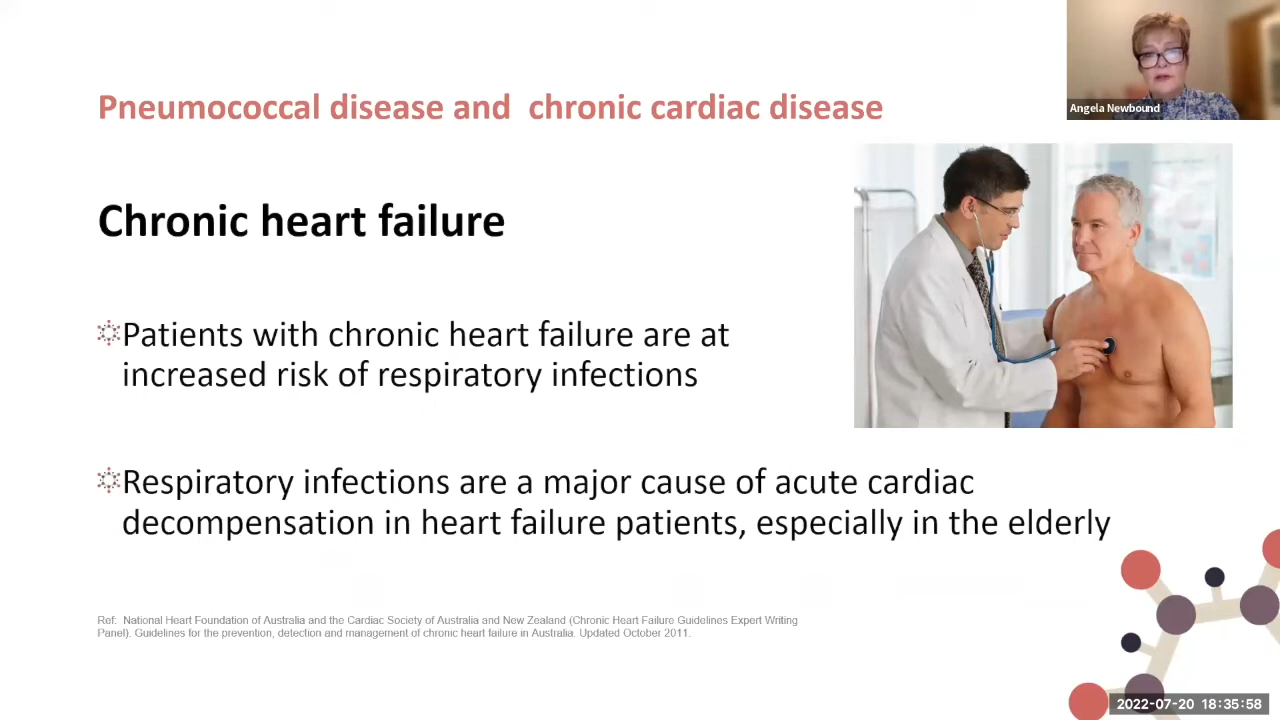 Pneumococcal disease and  chronic cardiac disease
Angela Newbound
Chronic heart failure
Patients with chronic heart failure are at
increased risk of respiratory infections
Respiratory infections are a major cause of acute cardiac
decompensation in heart failure patients, especially in the elderly
Ref:  National Heart Foundation of Australia and the Cardiac Society of Australia and New Zealand (Chronic Heart Failure Guidelines Expert Writing
Panel). Guidelines for the prevention, detection and management of chronic heart failure in Australia. Updated October 2011.
2022-07-20  18:35:58